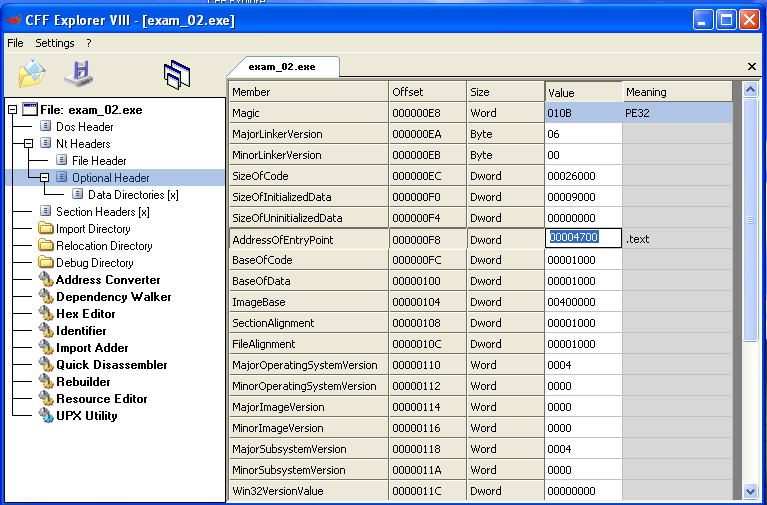 CFF Explorer VIII - [exam_02.exe]
File Settings ?
exam_02.exe
File: exam_02.exe
Dos Header
Nt Headers
File Header
Optional Header
Data Directories [x]
Section Headers [x]
Import Directory
Relocation Directory
Debug Directory
Address Converter
Dependency Walker
Hex Editor
Identifier
Import Adder
Quick Disassembler
Rebuilder
Resource Editor
UPX Utility
Member Offset Size Value Meaning
Magic 000000E8 Word 010B PE32
MajorLinkerVersion 000000EA Byte 06
MinorLinkerVersion 000000EB Byte 00
SizeOfCode 000000EC Dword 00026000
SizeOfInitializedData 000000F0 Dword 00009000
SizeOfUninitializedData 000000F4 Dword 00000000
AddressOfEntryPoint 000000F8 Dword 00004700 .text
BaseOfCode 000000FC Dword 00001000
BaseOfData 00000100 Dword 00001000
ImageBase 00000104 Dword 00400000
SectionAlignment 00000108 Dword 00001000
FileAlignment 0000010C Dword 00001000
MajorOperatingSystemVersion 00000110 Word 0004
MinorOperatingSystemVersion 00000112 Word 0000
MajorImageVersion 00000114 Word 0000
MinorImageVersion 00000116 Word 0000
MajorSubsystemVersion 00000118 Word 0004
MinorSubsystemVersion 0000011A Word 0000
Win32VersionValue 0000011C Dword 00000000